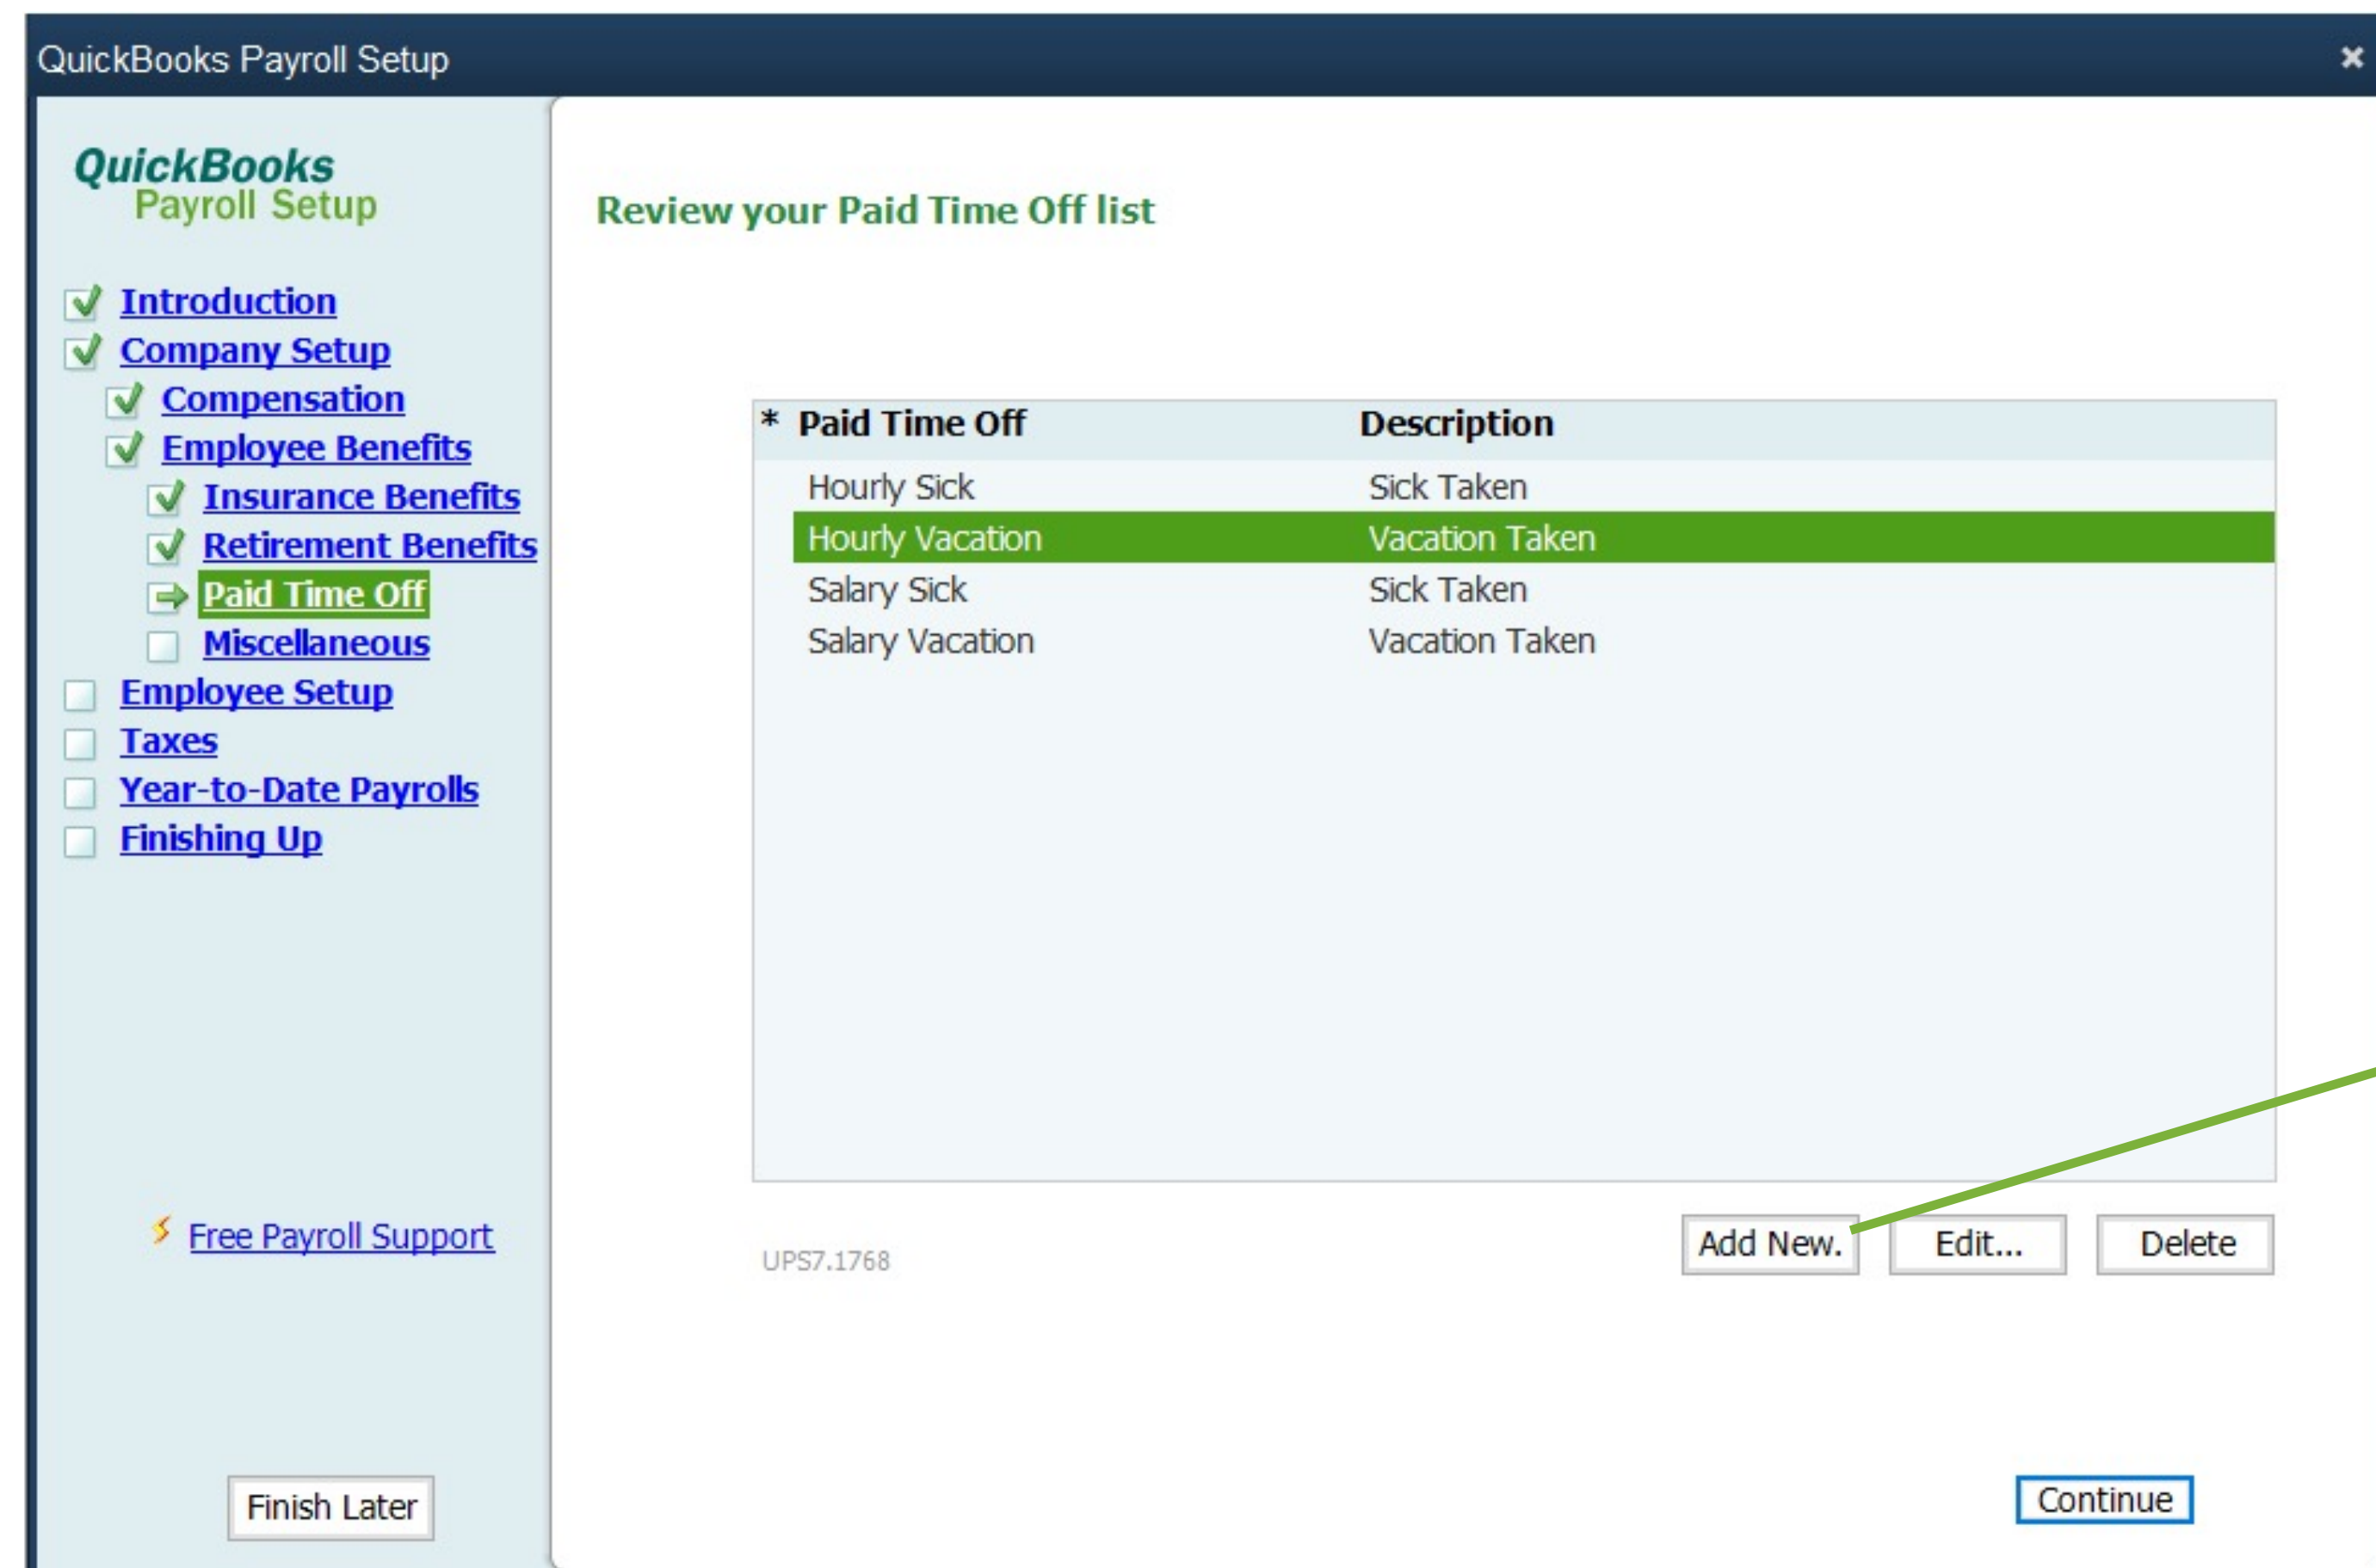 QuickBooks Payroll Setup
QuickBooks
Payroll Setup
Introduction
Company Setup
Compensation
Employee Benefits
Insurance Benefits
Retirement Benefits
Paid Time Off
Miscellaneous
Employee Setup
Taxes
Year-to-Date Payrolls
Finishing Up
Free Payroll Support
Finish Later
Review your Paid Time Off list
* Paid Time Off Description
Hourly Sick Sick Taken
Hourly Vacation Vacation Taken
Salary Sick Sick Taken
Salary Vacation Vacation Taken
UPS7.1768
Add New. Edit... Delete
Continue